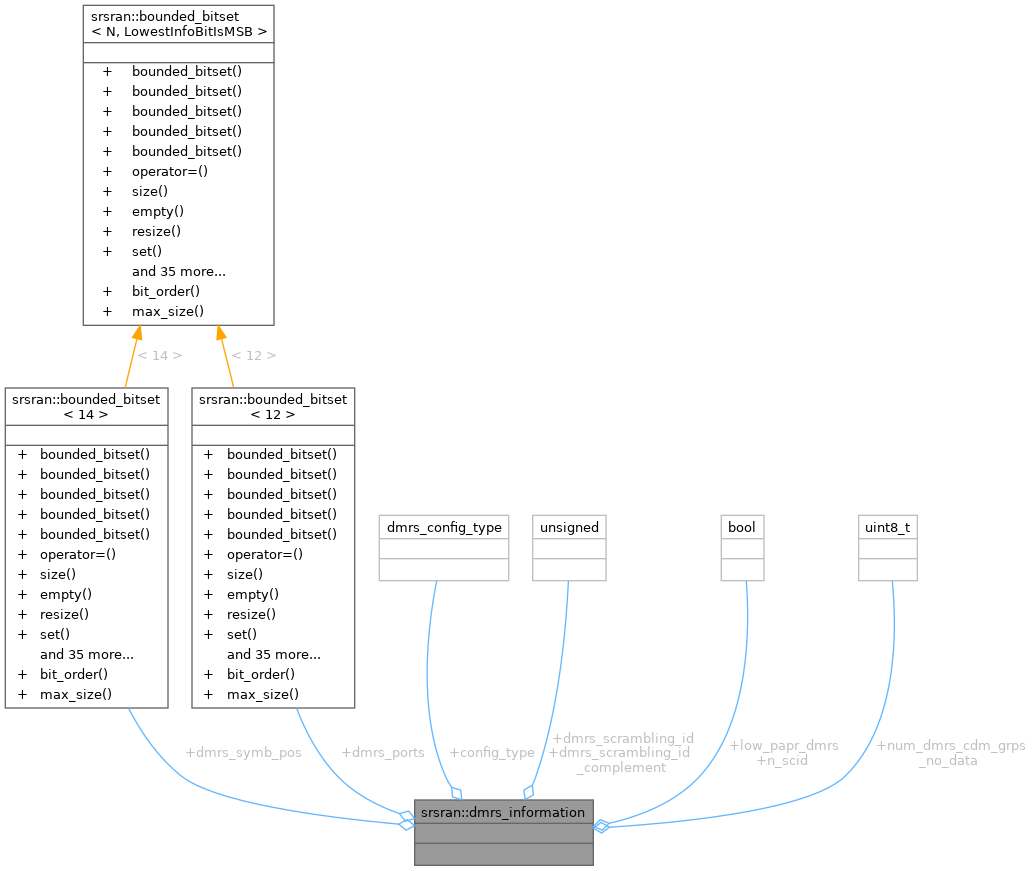 srsran::bounded_bitset
< N, LowestInfoBitIsMSB >
+ bounded_bitset()
+ bounded_bitset()
+ bounded_bitset()
+ bounded_bitset()
+ bounded_bitset()
+ operator=()
+ size()
+ empty()
+ resize()
+ set()
and 35 more...
+ bit_order()
+ max_size()
< 14 >
< 12 >
srsran::bounded_bitset
< 14 >
+ bounded_bitset()
+ bounded_bitset()
+ bounded_bitset()
+ bounded_bitset()
+ bounded_bitset()
+ operator=()
+ size()
+ empty()
+ resize()
+ set()
and 35 more...
+ bit_order()
+ max_size()
srsran::bounded_bitset
< 12 >
+ bounded_bitset()
+ bounded_bitset()
+ bounded_bitset()
+ bounded_bitset()
+ bounded_bitset()
+ operator=()
+ size()
+ empty()
+ resize()
+ set()
and 35 more...
+ bit_order()
+ max_size()
dmrs_config_type
unsigned
bool
uint8_t
+dmrs_symb_pos
+dmrs_ports
+config_type
+dmrs_scrambling_id
+dmrs_scrambling_id
_complement
+low_papr_dmrs
+n_scid
+num_dmrs_cdm_grps
_no_data
srsran::dmrs_information